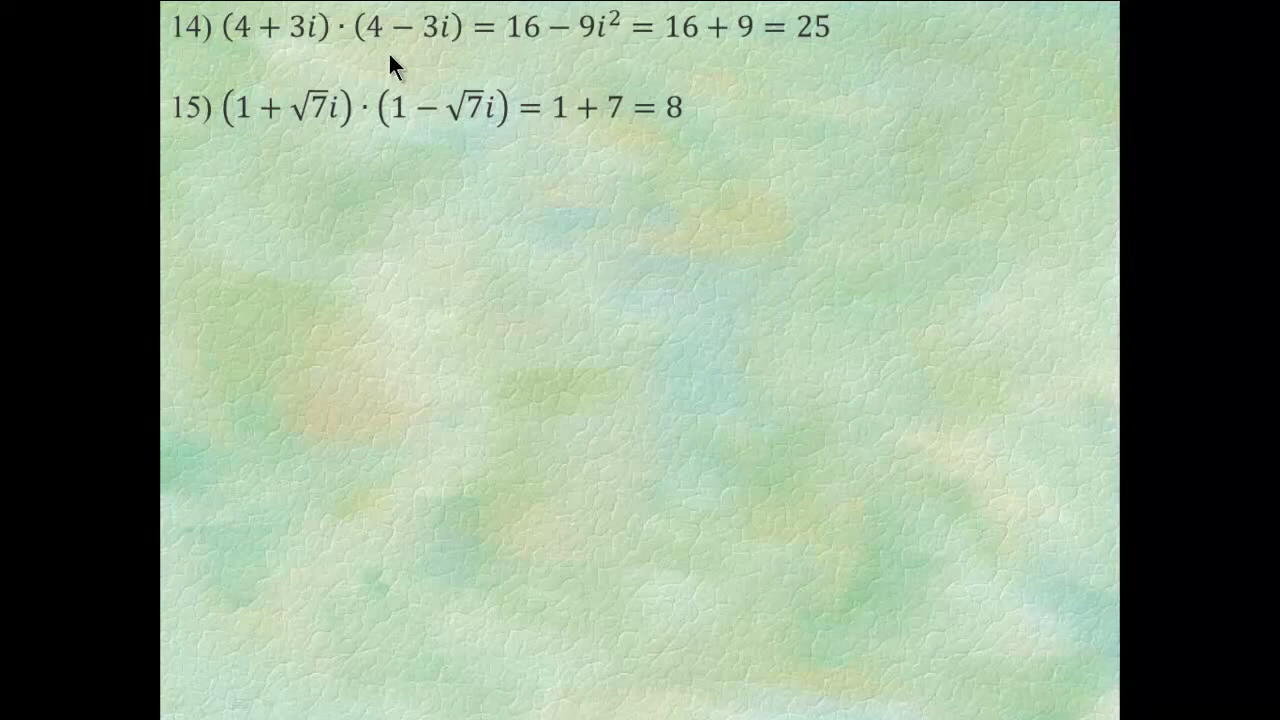 14) (4 + 3i) · (4 − 3i) = 16 − 9i² = 16 + 9 = 25
15) (1 + √7i) · (1 − √7i) = 1 + 7 = 8